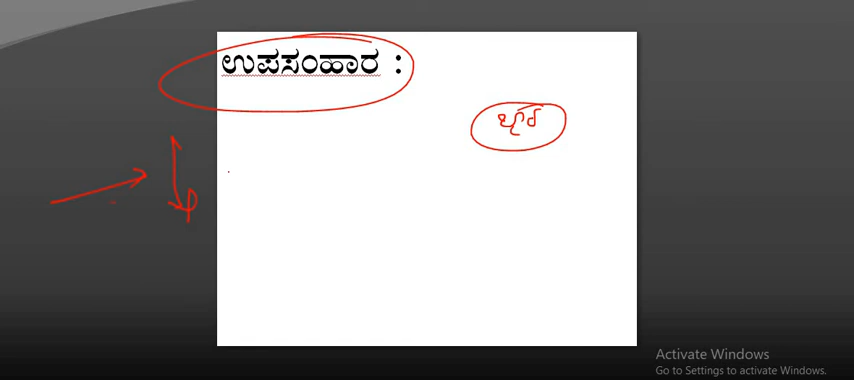 ಉಪಸಂಹಾರ :
Activate Windows
Go to Settings to activate Windows.